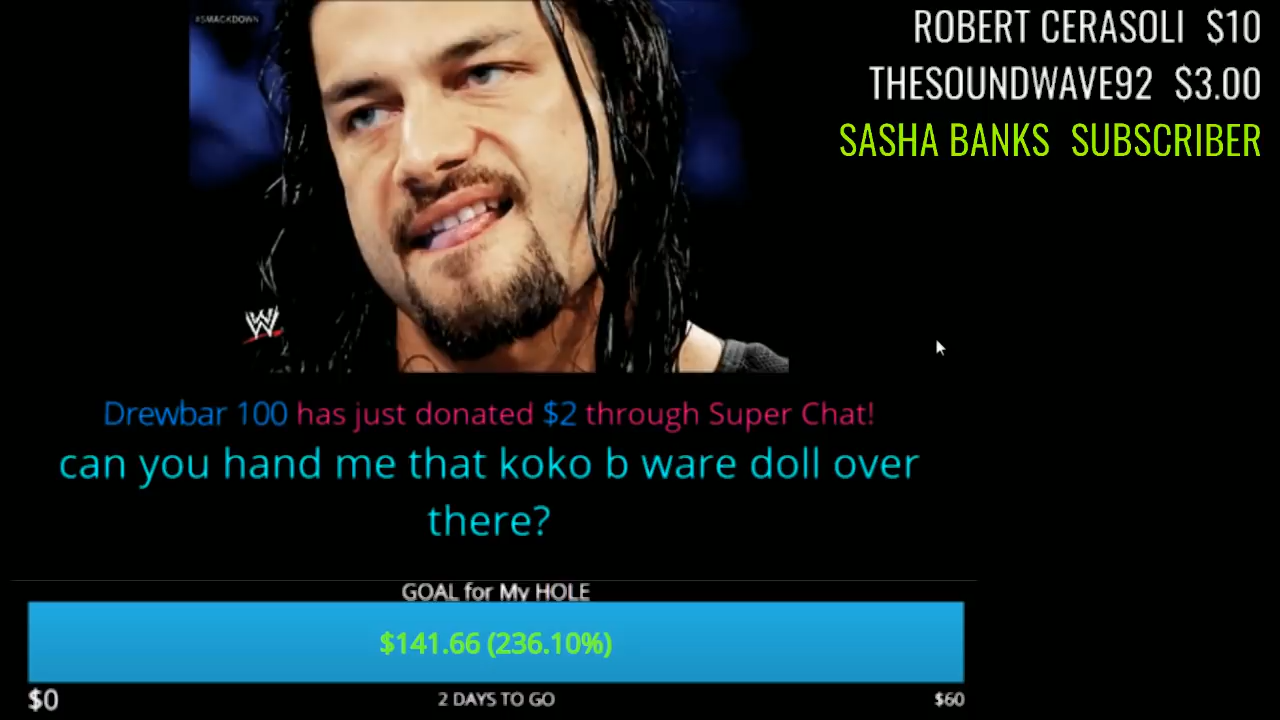 #SMACKDOWN
ROBERT CERASOLI $10
THESOUNDWAVE92 $3.00
SASHA BANKS SUBSCRIBER
W
Drewbar 100 has just donated $2 through Super Chat!
can you hand me that koko b ware doll over
there?
GOAL for My HOLE
$141.66 (236.10%)
$0 2 DAYS TO GO $60